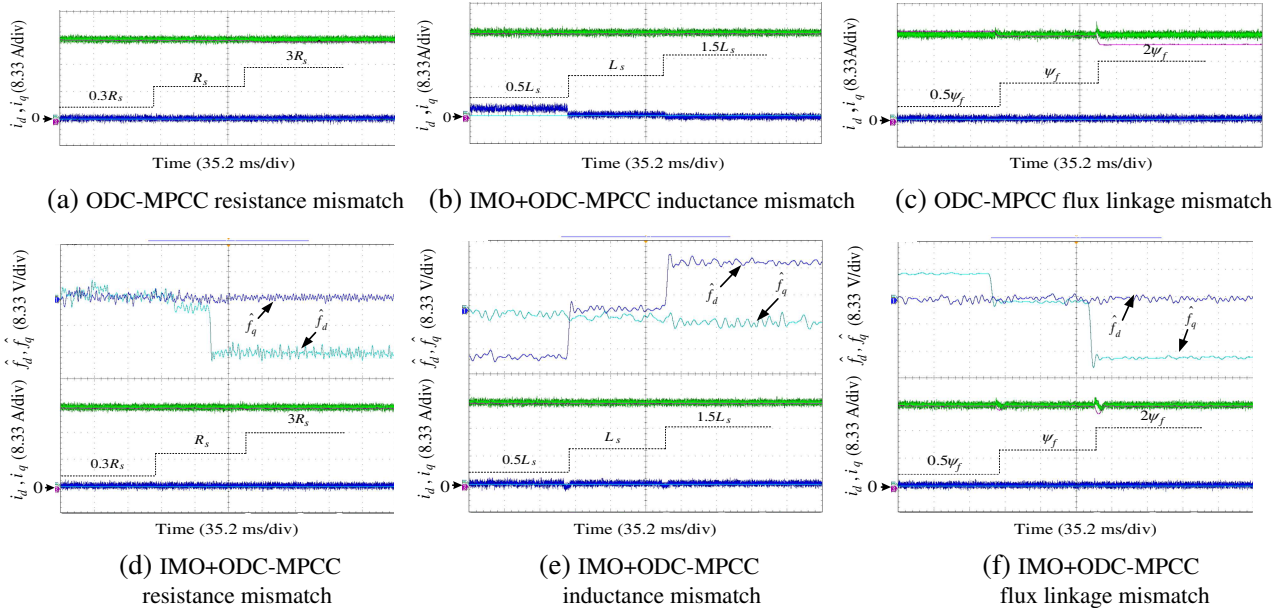 i_d, i_q (8.33 A/div)
0.3R_s
R_s
3R_s
0
Time (35.2 ms/div)
(a) ODC-MPCC resistance mismatch
i_d, i_q (8.33A/div)
0.5L_s
L_s
1.5L_s
0
Time (35.2 ms/div)
(b) IMO+ODC-MPCC inductance mismatch
i_d, i_q (8.33A/div)
0.5ψ_f
ψ_f
2ψ_f
0
Time (35.2 ms/div)
(c) ODC-MPCC flux linkage mismatch
f̂_d, f̂_q (8.33 V/div)
f̂_q
f̂_d
i_d, i_q (8.33 A/div)
0.3R_s
R_s
3R_s
0
Time (35.2 ms/div)
(d) IMO+ODC-MPCC
resistance mismatch
f̂_d, f̂_q (8.33 V/div)
f̂_d
f̂_q
i_d, i_q (8.33 A/div)
0.5L_s
L_s
1.5L_s
0
Time (35.2 ms/div)
(e) IMO+ODC-MPCC
inductance mismatch
f̂_d, f̂_q (8.33 V/div)
f̂_d
f̂_q
i_d, i_q (8.33 A/div)
0.5ψ_f
ψ_f
2ψ_f
0
Time (35.2 ms/div)
(f) IMO+ODC-MPCC
flux linkage mismatch